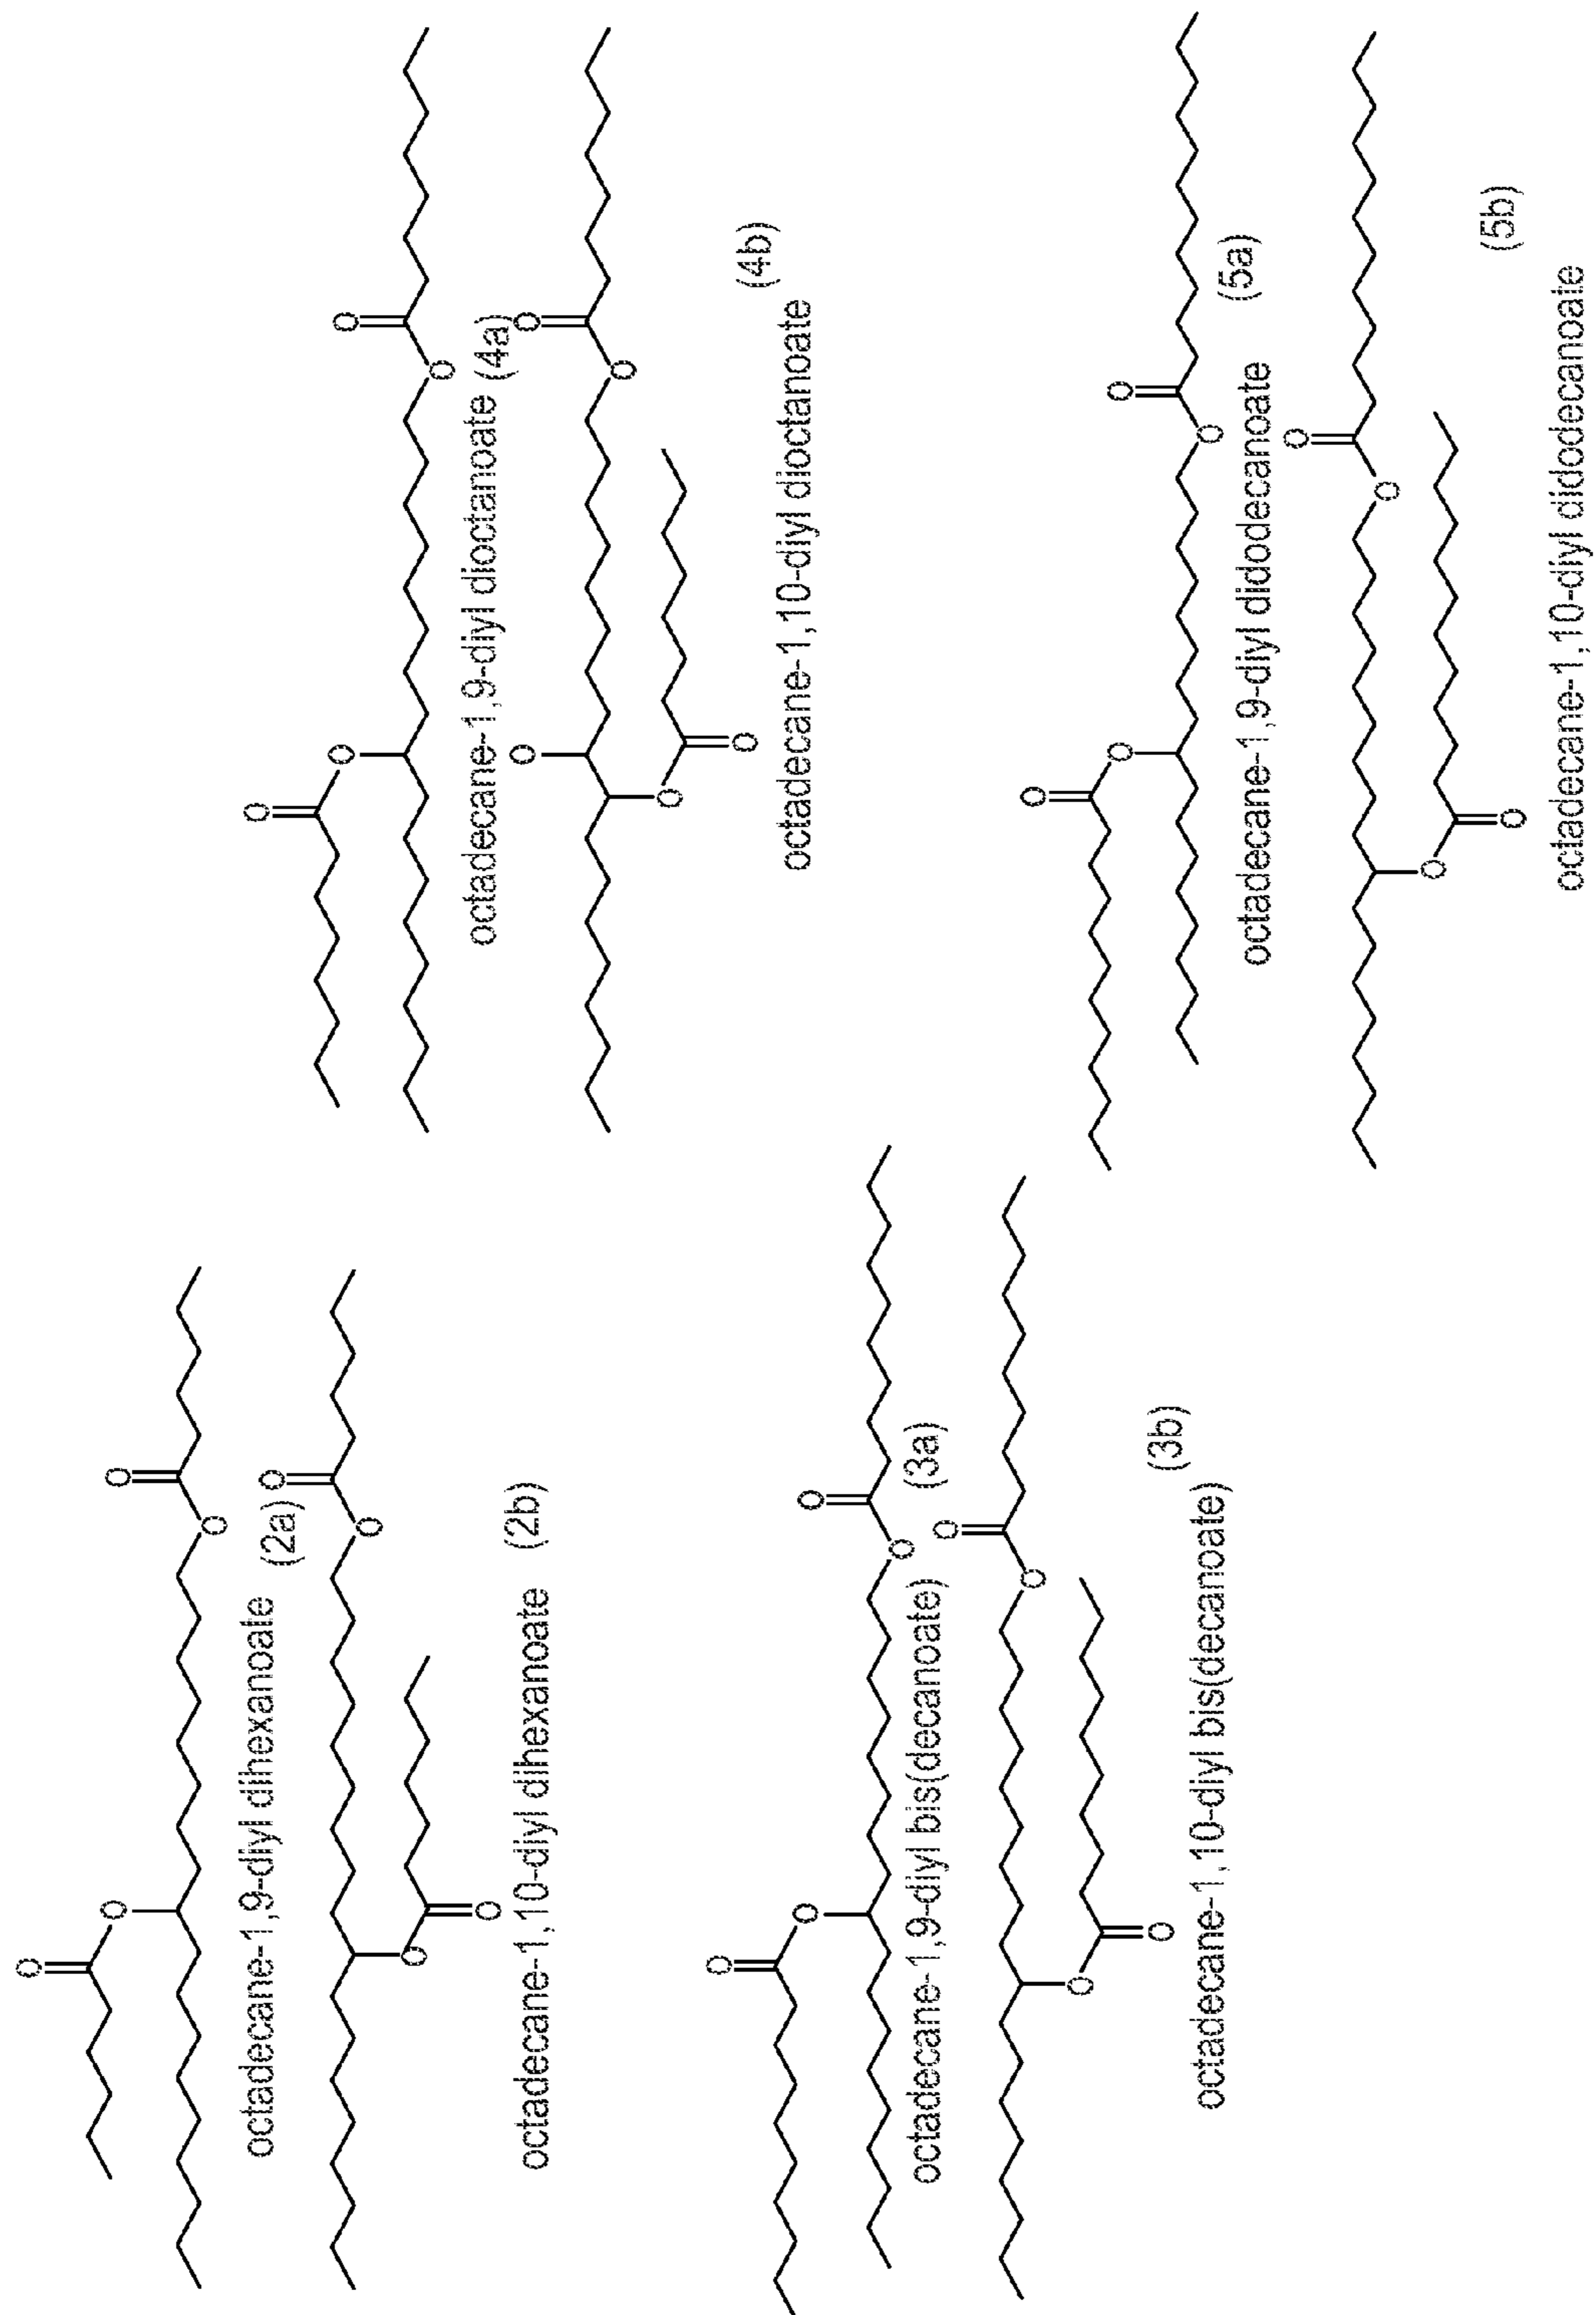 octadecane-1,9-diyl dihexanoate (2a)
octadecane-1,10-diyl dihexanoate (2b)
octadecane-1,9-diyl bis(decanoate) (3a)
octadecane-1,10-diyl bis(decanoate) (3b)
octadecane-1,9-diyl dioctanoate (4a)
octadecane-1,10-diyl dioctanoate (4b)
octadecane-1,9-diyl didodecanoate (5a)
octadecane-1,10-diyl didodecanoate (5b)